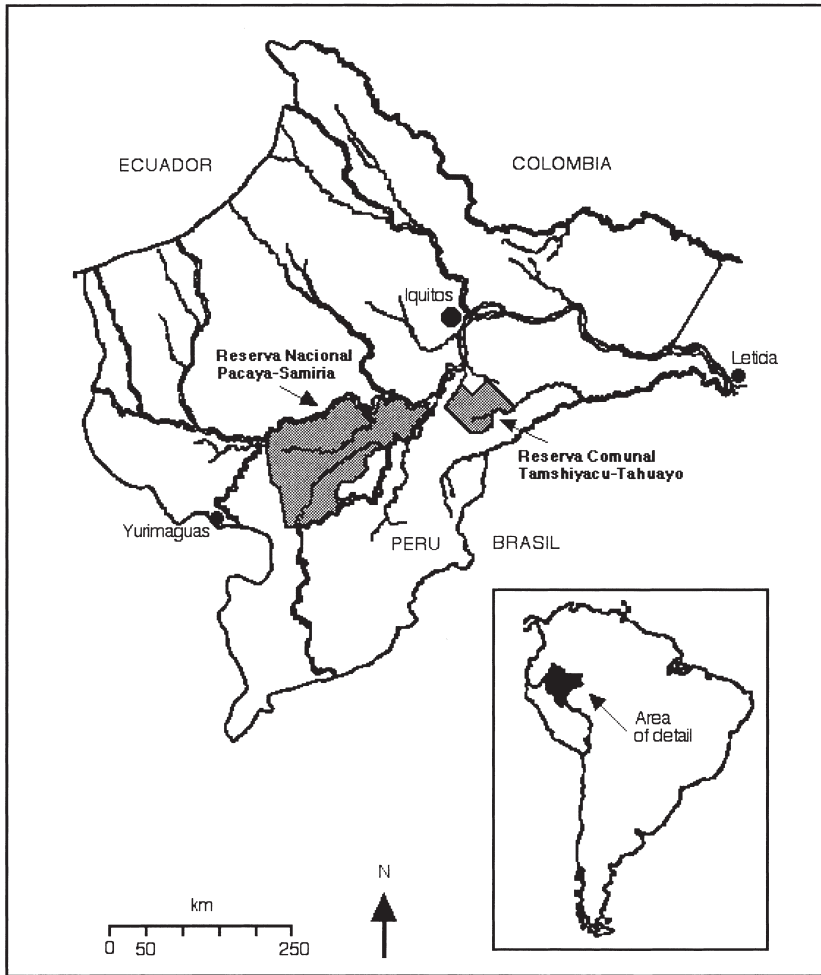 ECUADOR
COLOMBIA
Iquitos
Reserva Nacional
Pacaya-Samiria
Leticia
Reserva Comunal
Tamshiyacu-Tahuayo
Yurimaguas
PERU
BRASIL
Area
of detail
N
km
0 50 250